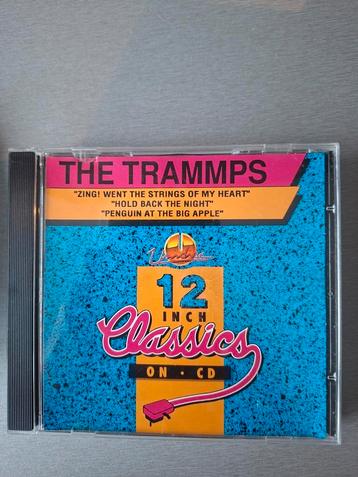 THE TRAMMPS
"ZING! WENT THE STRINGS OF MY HEART"
"HOLD BACK THE NIGHT"
"PENGUIN AT THE BIG APPLE"
12
INCH
Classics
ON • CD